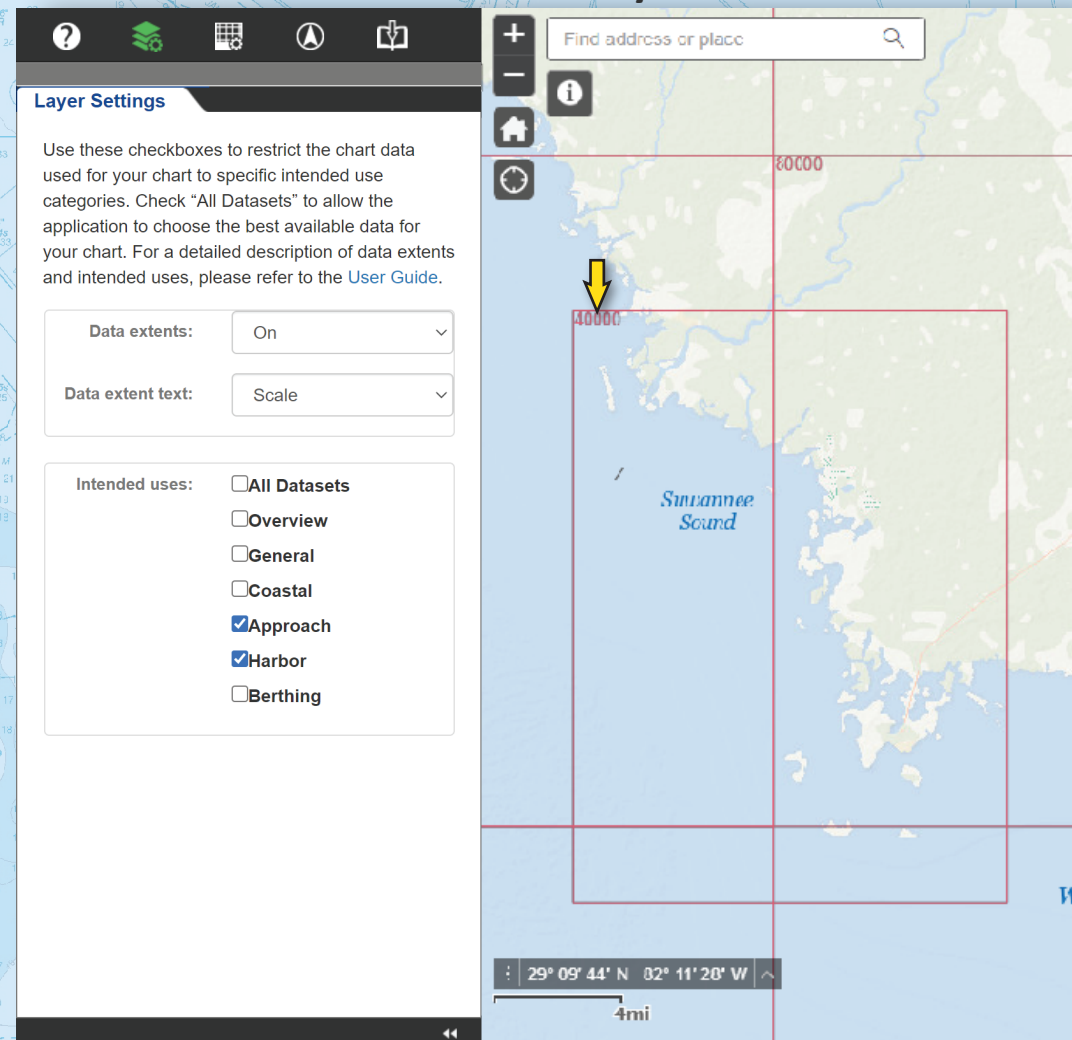 Layer Settings
Use these checkboxes to restrict the chart data
used for your chart to specific intended use
categories. Check “All Datasets” to allow the
application to choose the best available data for
your chart. For a detailed description of data extents
and intended uses, please refer to the User Guide.
Data extents: On
Data extent text: Scale
Intended uses:
All Datasets
Overview
General
Coastal
Approach
Harbor
Berthing
Find address or place
80000
40000
Suwannee
Sound
W
29° 09' 44" N 82° 11' 28" W
4mi